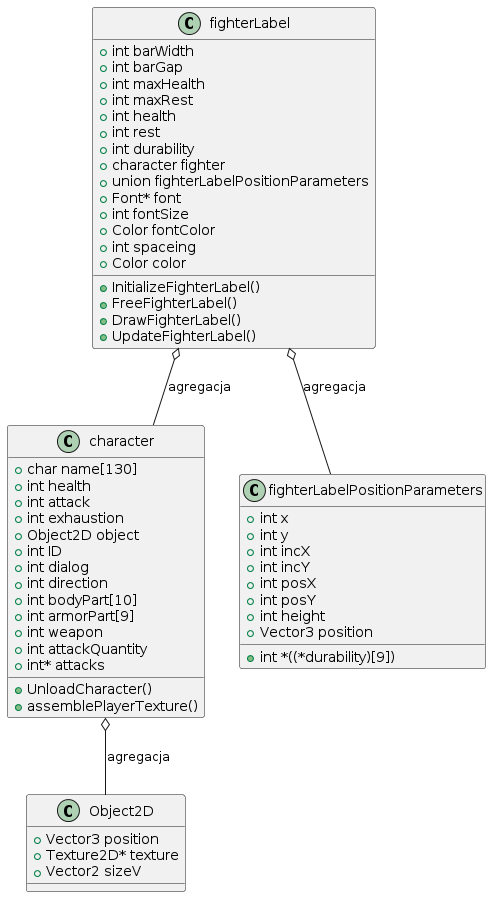 C fighterLabel
int barWidth
int barGap
int maxHealth
int maxRest
int health
int rest
int durability
character fighter
union fighterLabelPositionParameters
Font* font
int fontSize
Color fontColor
int spaceing
Color color
InitializeFighterLabel()
FreeFighterLabel()
DrawFighterLabel()
UpdateFighterLabel()
agregacja
agregacja
C character
char name[130]
int health
int attack
int exhaustion
Object2D object
int ID
int dialog
int direction
int bodyPart[10]
int armorPart[9]
int weapon
int attackQuantity
int* attacks
UnloadCharacter()
assemblePlayerTexture()
C fighterLabelPositionParameters
int x
int y
int incX
int incY
int posX
int posY
int height
Vector3 position
int *((*durability)[9])
agregacja
C Object2D
Vector3 position
Texture2D* texture
Vector2 sizeV